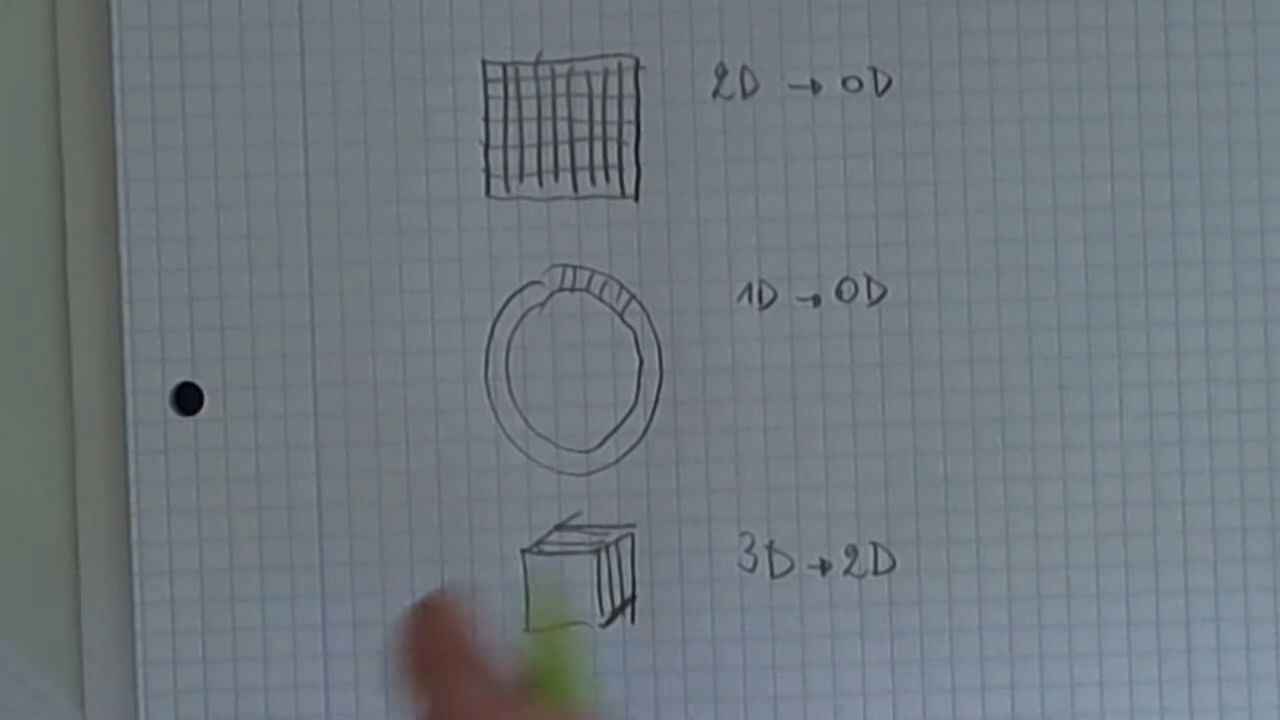 2D → 0D
1D → 0D
3D → 2D